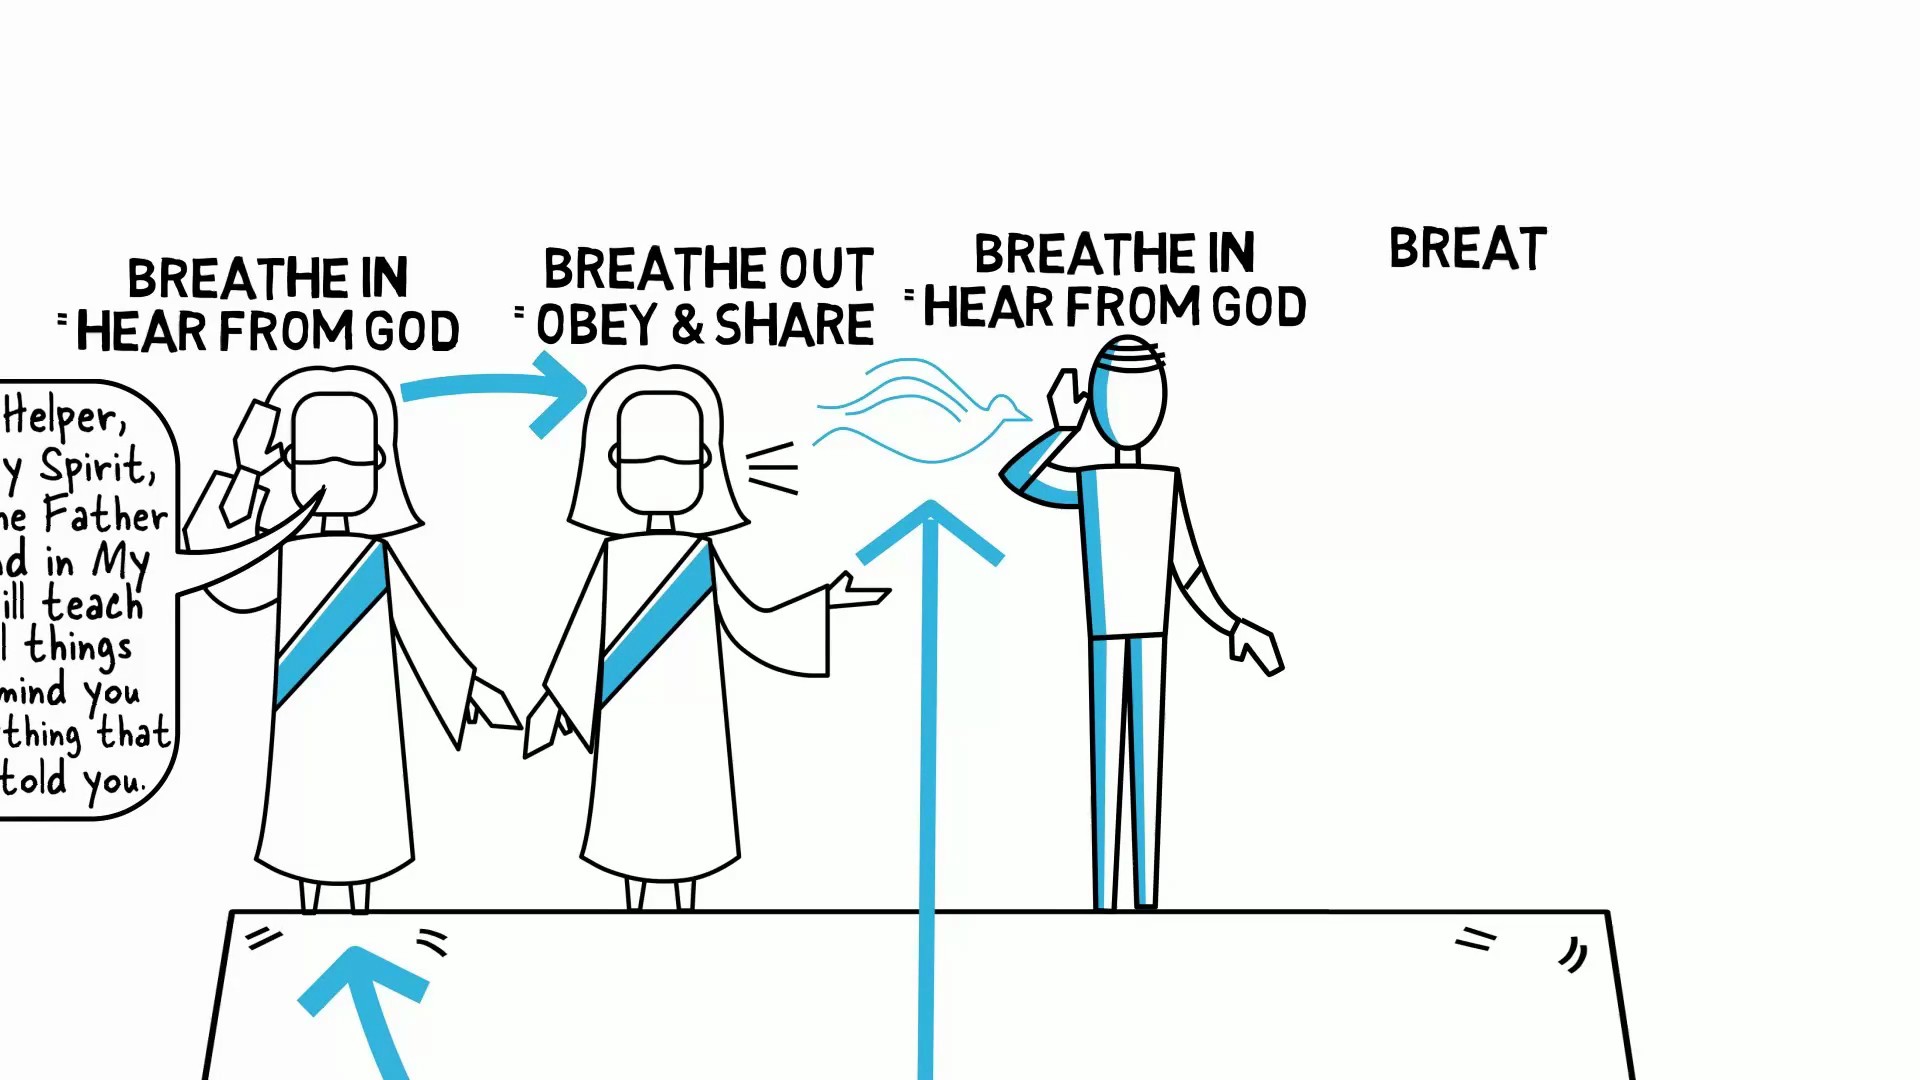 BREATHE IN
= HEAR FROM GOD
BREATHE OUT
= OBEY & SHARE
BREATHE IN
= HEAR FROM GOD
BREAT
Helper,
y Spirit,
he Father
d in My
ill teach
l things
mind you
thing that
told you.